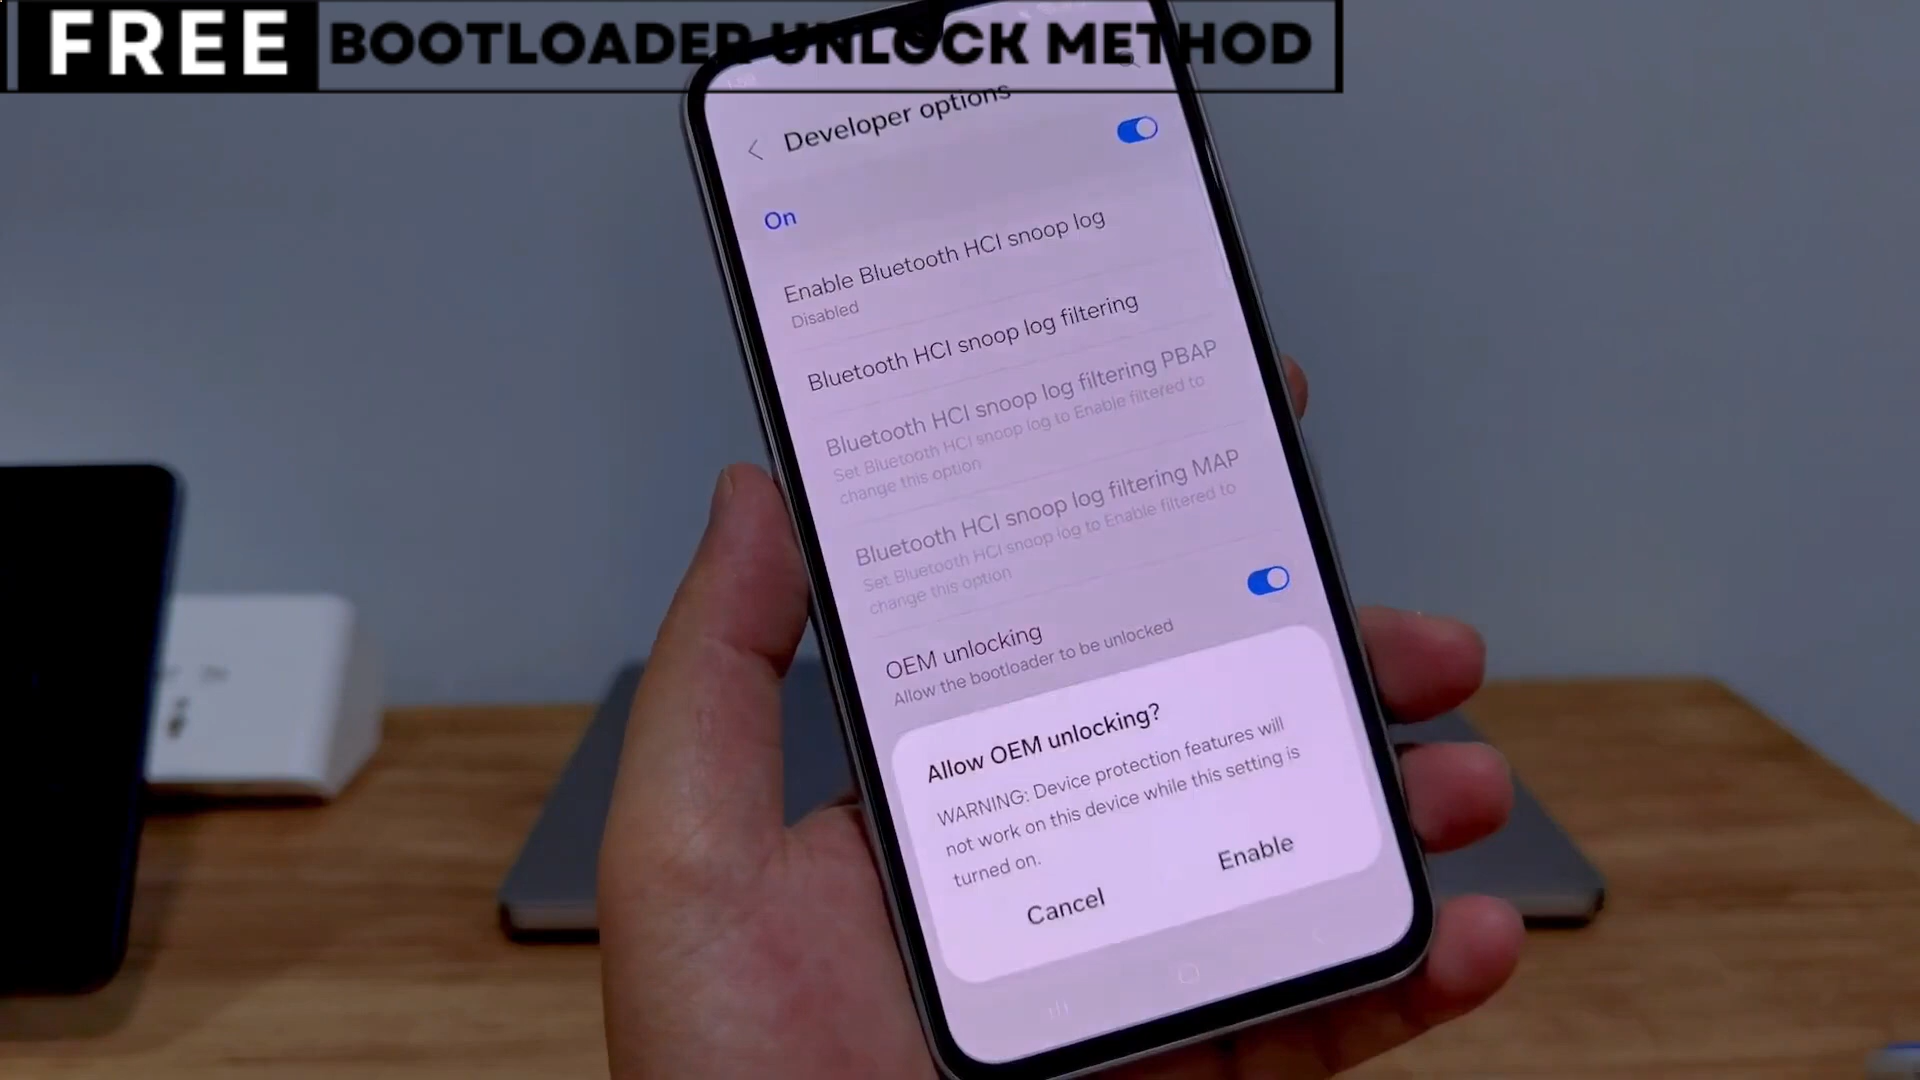 FREE BOOTLOADER UNLOCK METHOD
Developer options
On
Enable Bluetooth HCI snoop log
Disabled
Bluetooth HCI snoop log filtering
Bluetooth HCI snoop log filtering PBAP
Set Bluetooth HCI snoop log to Enable filtered to
change this option
Bluetooth HCI snoop log filtering MAP
Set Bluetooth HCI snoop log to Enable filtered to
change this option
OEM unlocking
Allow the bootloader to be unlocked
Allow OEM unlocking?
WARNING: Device protection features will
not work on this device while this setting is
turned on.
Cancel
Enable